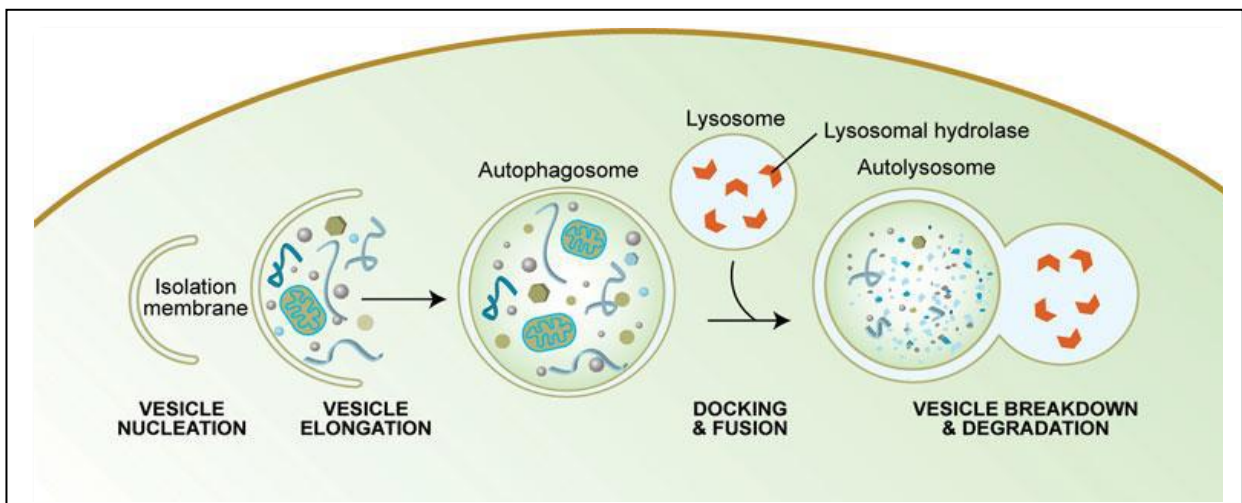 Lysosome
Lysosomal hydrolase
Autophagosome
Autolysosome
Isolation
membrane
VESICLE
NUCLEATION
VESICLE
ELONGATION
DOCKING
& FUSION
VESICLE BREAKDOWN
& DEGRADATION